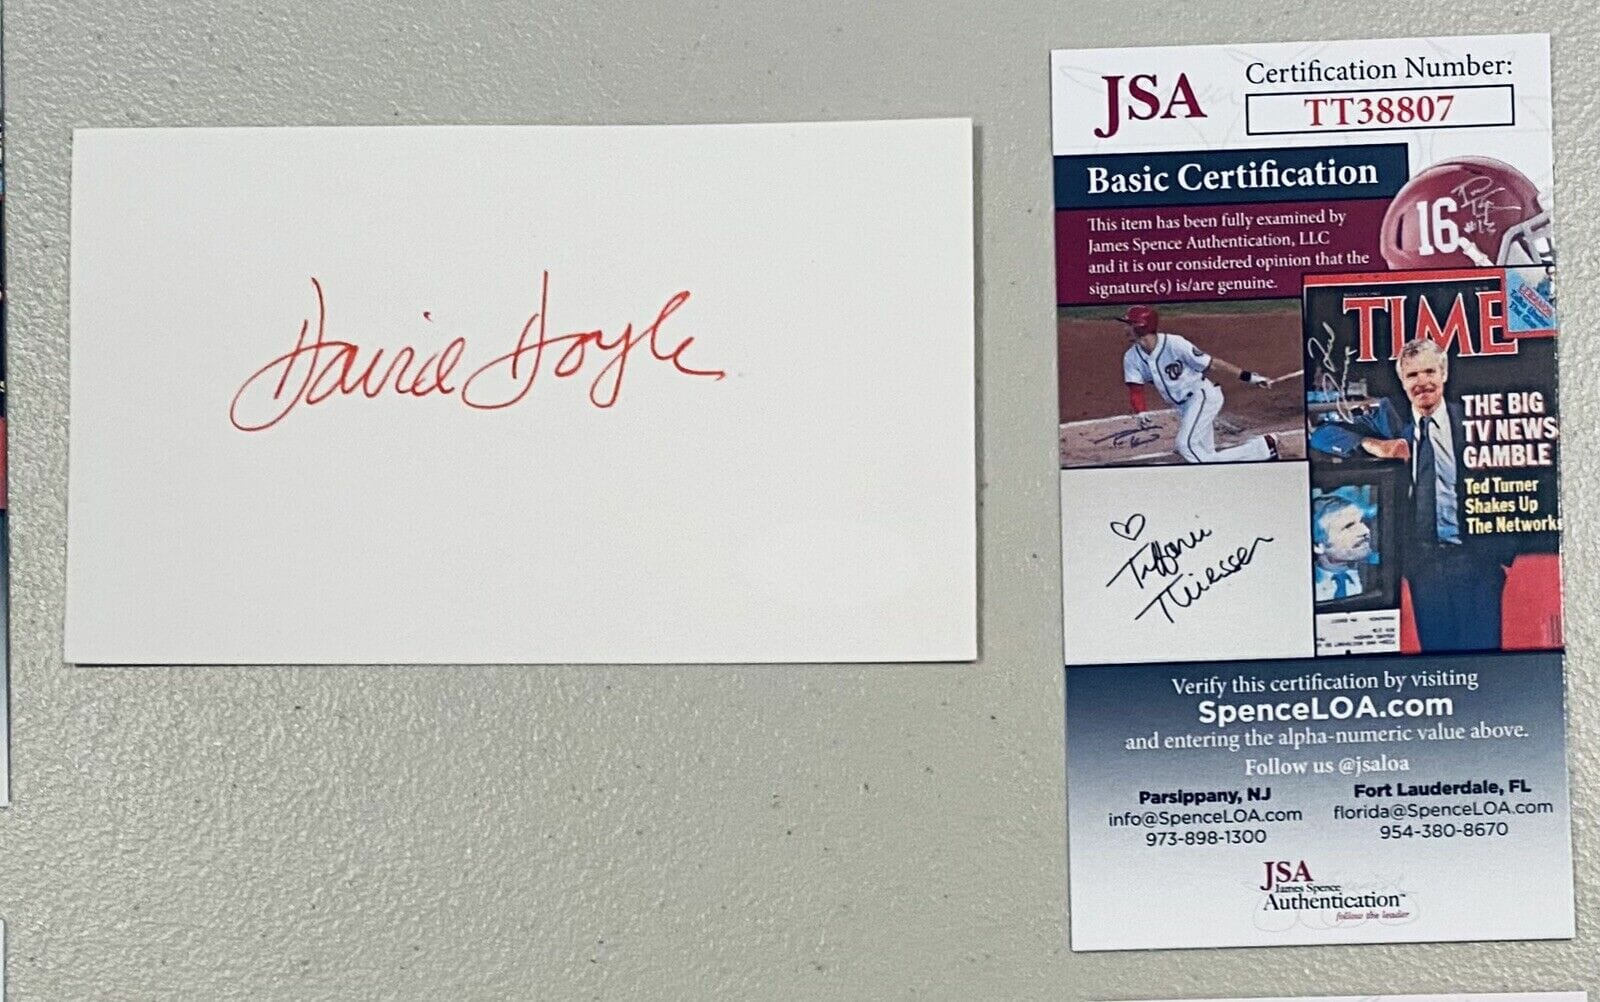 David Doyle
JSA
Certification Number:
TT38807
Basic Certification
This item has been fully examined by
James Spence Authentication, LLC
and it is our considered opinion that the
signature(s) is/are genuine.
16
TIME
THE BIG
TV NEWS
GAMBLE
Ted Turner
Shakes Up
The Networks
Tiffani
Thiessen
Verify this certification by visiting
SpenceLOA.com
and entering the alpha-numeric value above.
Follow us @jsaloa
Parsippany, NJ
info@SpenceLOA.com
973-898-1300
Fort Lauderdale, FL
florida@SpenceLOA.com
954-380-8670
JSA
James Spence
Authentication™
follow the leader